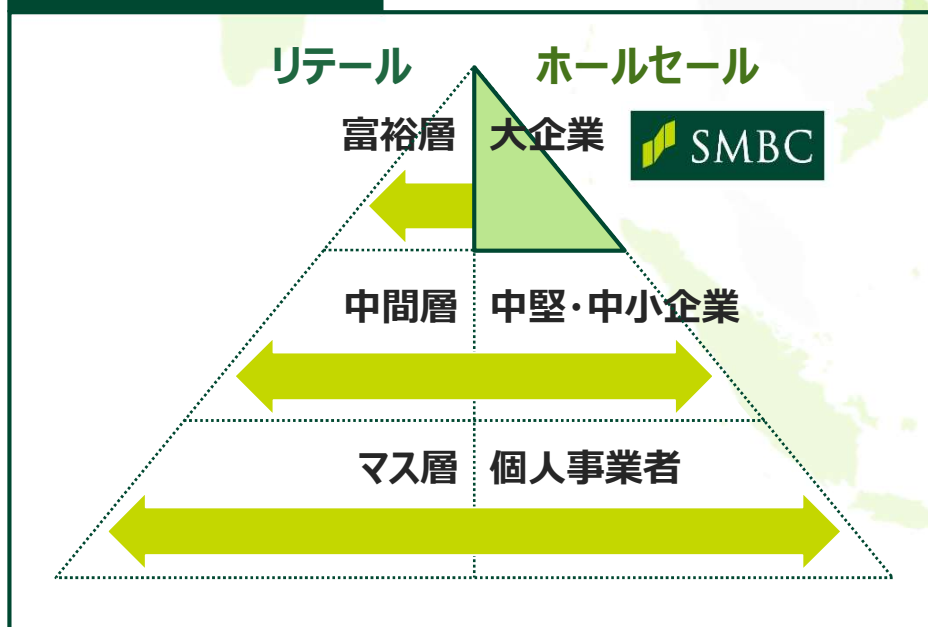 リテール ホールセール
富裕層 大企業 SMBC
中間層 中堅・中小企業
マス層 個人事業者